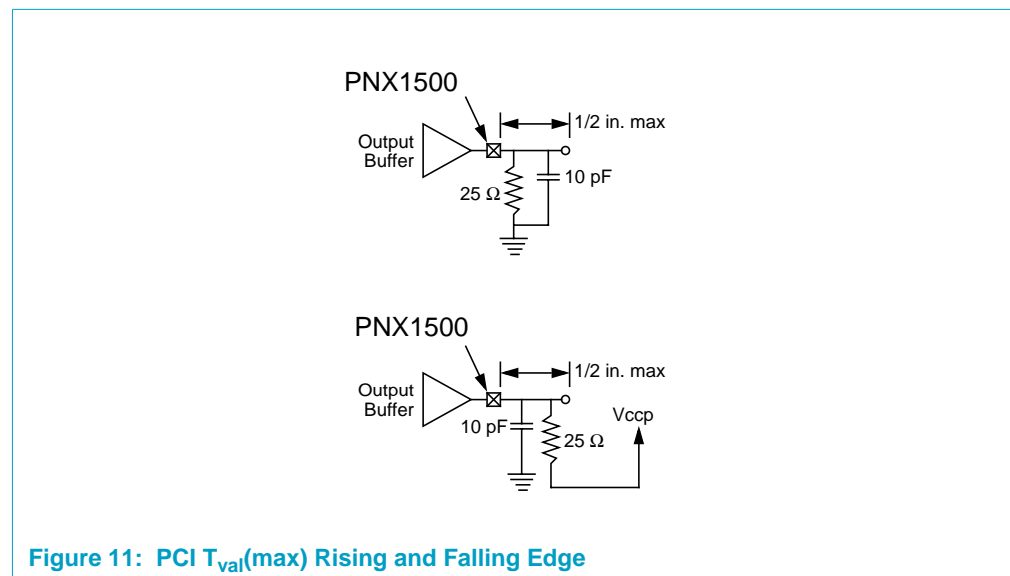 PNX1500
1/2 in. max
Output
Buffer
10 pF
25 Ω
PNX1500
1/2 in. max
Output
Buffer
Vccp
10 pF
25 Ω
Figure 11: PCI Tval(max) Rising and Falling Edge